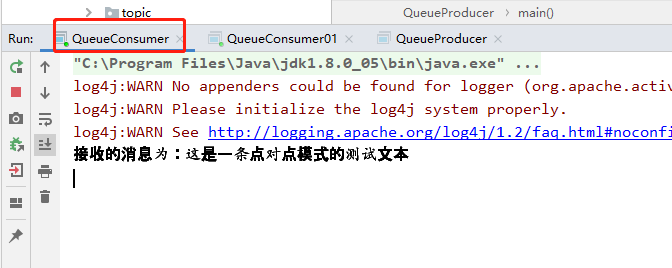 topic
QueueProducer main()
Run: QueueConsumer QueueConsumer01 QueueProducer
"C:\Program Files\Java\jdk1.8.0_05\bin\java.exe" ...
log4j:WARN No appenders could be found for logger (org.apache.activ
log4j:WARN Please initialize the log4j system properly.
log4j:WARN See http://logging.apache.org/log4j/1.2/faq.html#noconfi
接收的消息为：这是一条点对点模式的测试文本